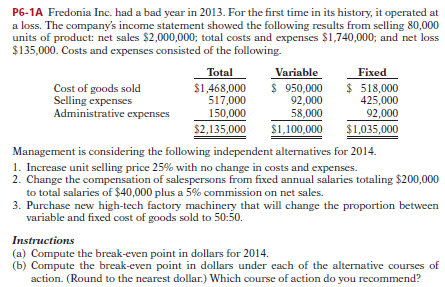 P6-1A Fredonia Inc. had a bad year in 2013. For the first time in its history, it operated at
a loss. The company's income statement showed the following results from selling 80,000
units of product: net sales $2,000,000; total costs and expenses $1,740,000; and net loss
$135,000. Costs and expenses consisted of the following.
Total Variable Fixed
Cost of goods sold $1,468,000 $ 950,000 $ 518,000
Selling expenses 517,000 92,000 425,000
Administrative expenses 150,000 58,000 92,000
$2,135,000 $1,100,000 $1,035,000
Management is considering the following independent alternatives for 2014.
1. Increase unit selling price 25% with no change in costs and expenses.
2. Change the compensation of salespersons from fixed annual salaries totaling $200,000
to total salaries of $40,000 plus a 5% commission on net sales.
3. Purchase new high-tech factory machinery that will change the proportion between
variable and fixed cost of goods sold to 50:50.
Instructions
(a) Compute the break-even point in dollars for 2014.
(b) Compute the break-even point in dollars under each of the alternative courses of
action. (Round to the nearest dollar.) Which course of action do you recommend?